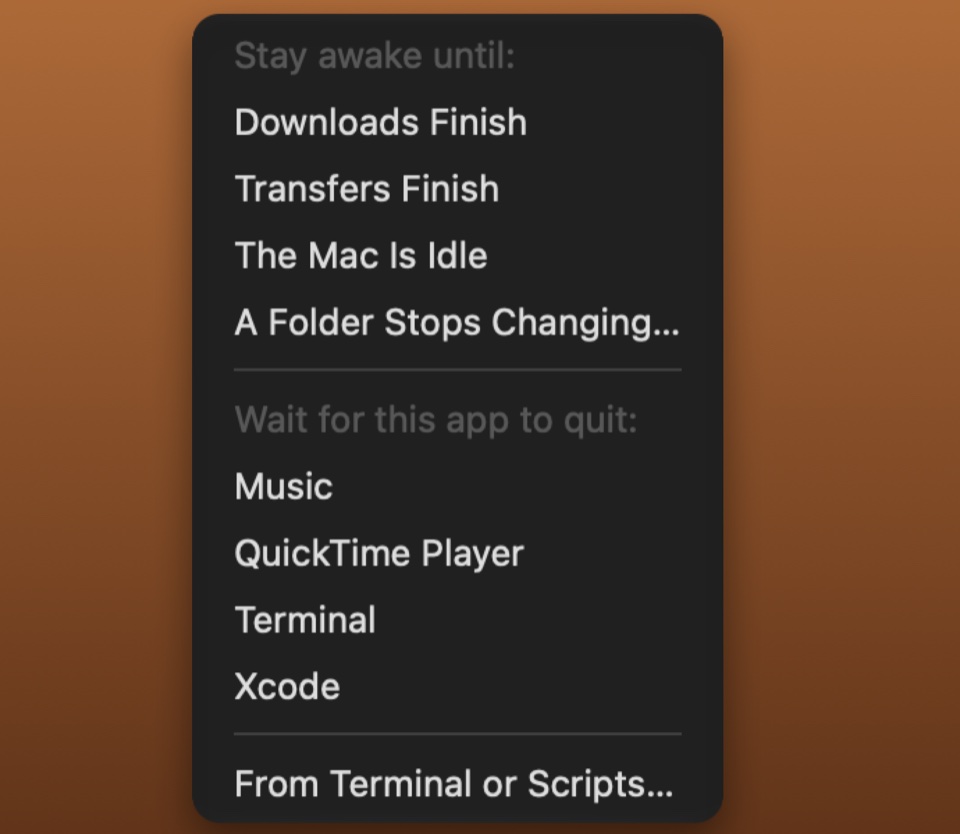 Stay awake until:
Downloads Finish
Transfers Finish
The Mac Is Idle
A Folder Stops Changing...
Wait for this app to quit:
Music
QuickTime Player
Terminal
Xcode
From Terminal or Scripts...